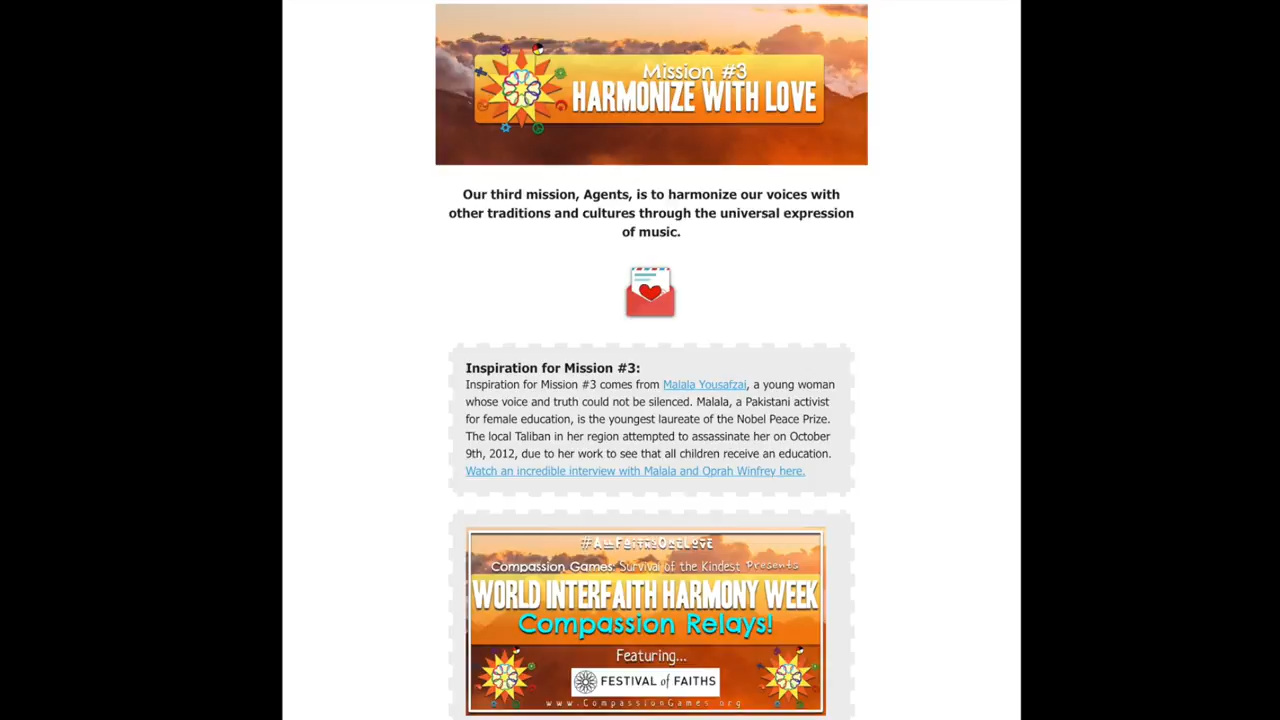 Mission #3
HARMONIZE WITH LOVE
Our third mission, Agents, is to harmonize our voices with
other traditions and cultures through the universal expression
of music.
Inspiration for Mission #3:
Inspiration for Mission #3 comes from Malala Yousafzai, a young woman
whose voice and truth could not be silenced. Malala, a Pakistani activist
for female education, is the youngest laureate of the Nobel Peace Prize.
The local Taliban in her region attempted to assassinate her on October
9th, 2012, due to her work to see that all children receive an education.
Watch an incredible interview with Malala and Oprah Winfrey here.
#AllFaithsOneLove
Compassion Games: Survival of the Kindest Presents
WORLD INTERFAITH HARMONY WEEK
Compassion Relays!
Featuring...
FESTIVAL of FAITHS
www.CompassionGames.org